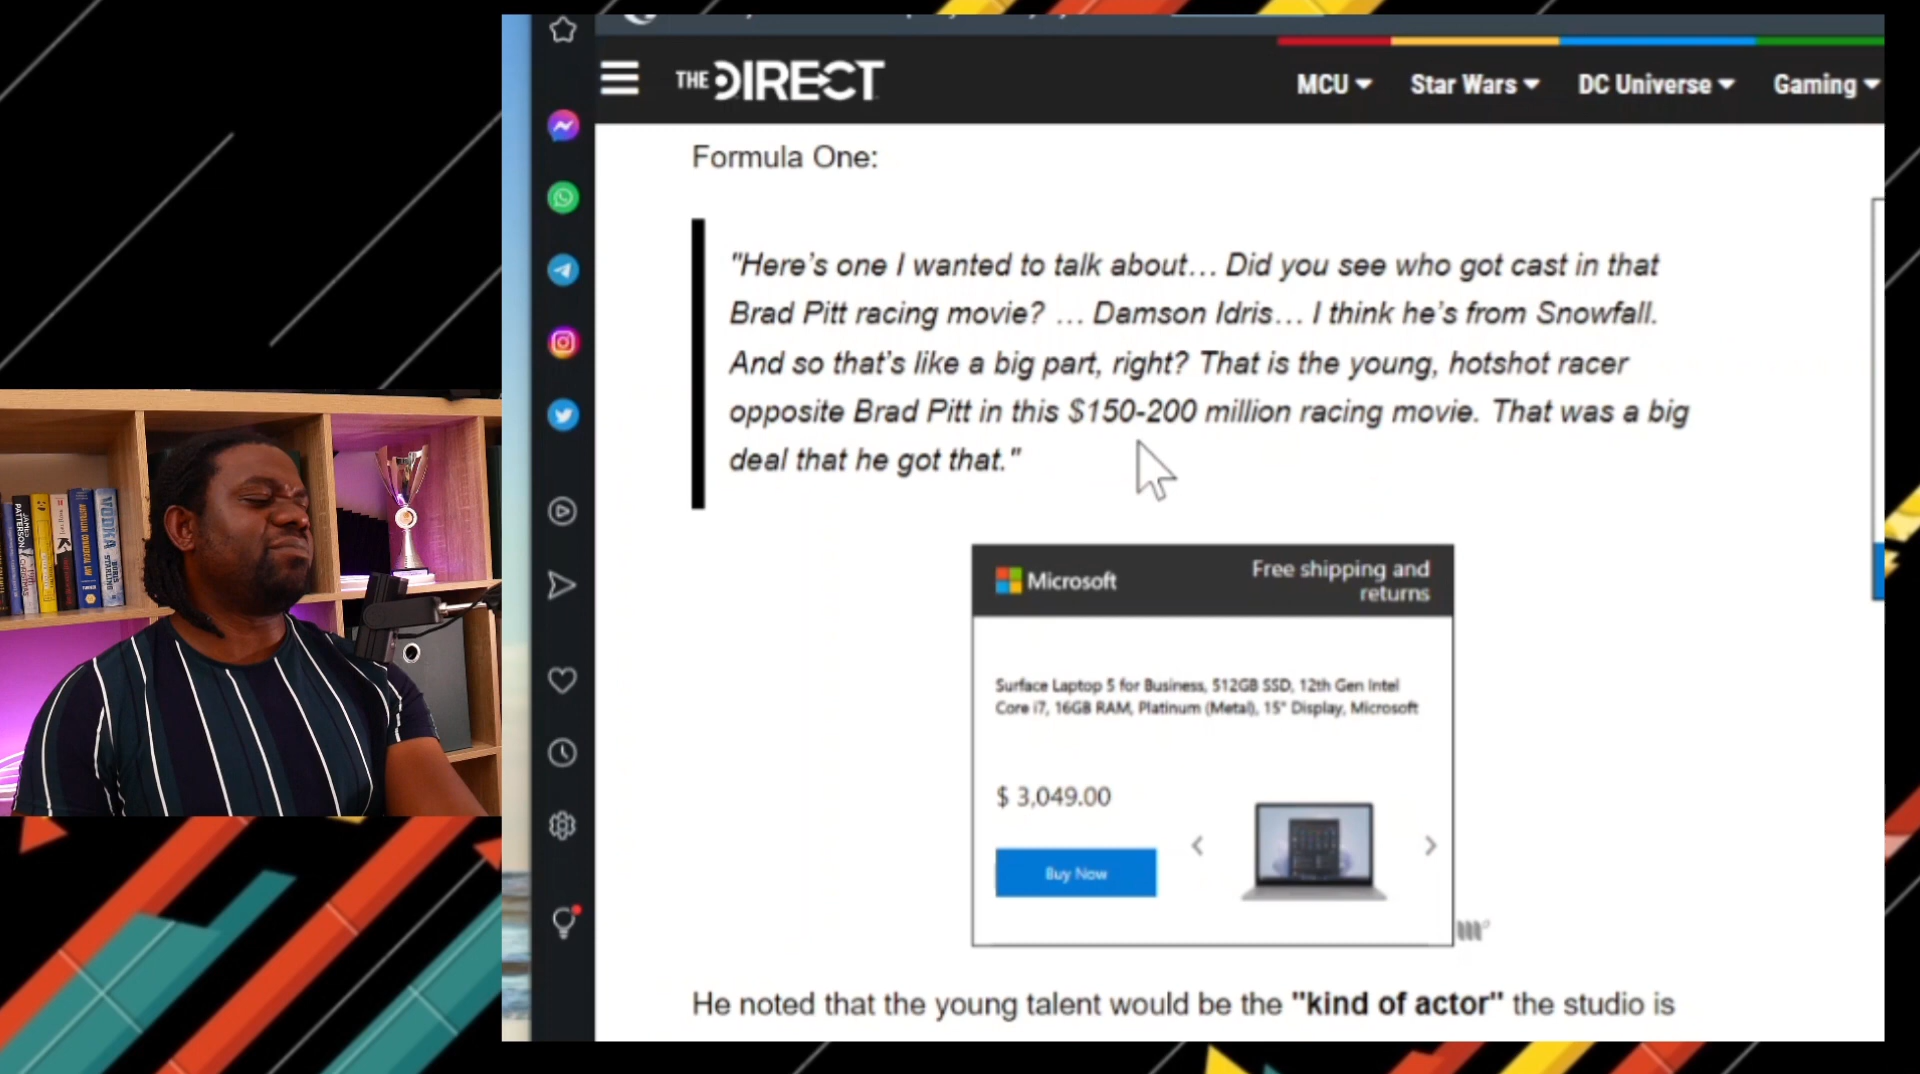 THE DIRECT
MCU
Star Wars
DC Universe
Gaming
Formula One:
"Here's one I wanted to talk about... Did you see who got cast in that
Brad Pitt racing movie? ... Damson Idris... I think he's from Snowfall.
And so that's like a big part, right? That is the young, hotshot racer
opposite Brad Pitt in this $150-200 million racing movie. That was a big
deal that he got that."
Microsoft
Free shipping and
returns
Surface Laptop 5 for Business, 512GB SSD, 12th Gen Intel
Core i7, 16GB RAM, Platinum (Metal), 15" Display, Microsoft
$ 3,049.00
Buy Now
He noted that the young talent would be the "kind of actor" the studio is
PATTERSON
VODKA